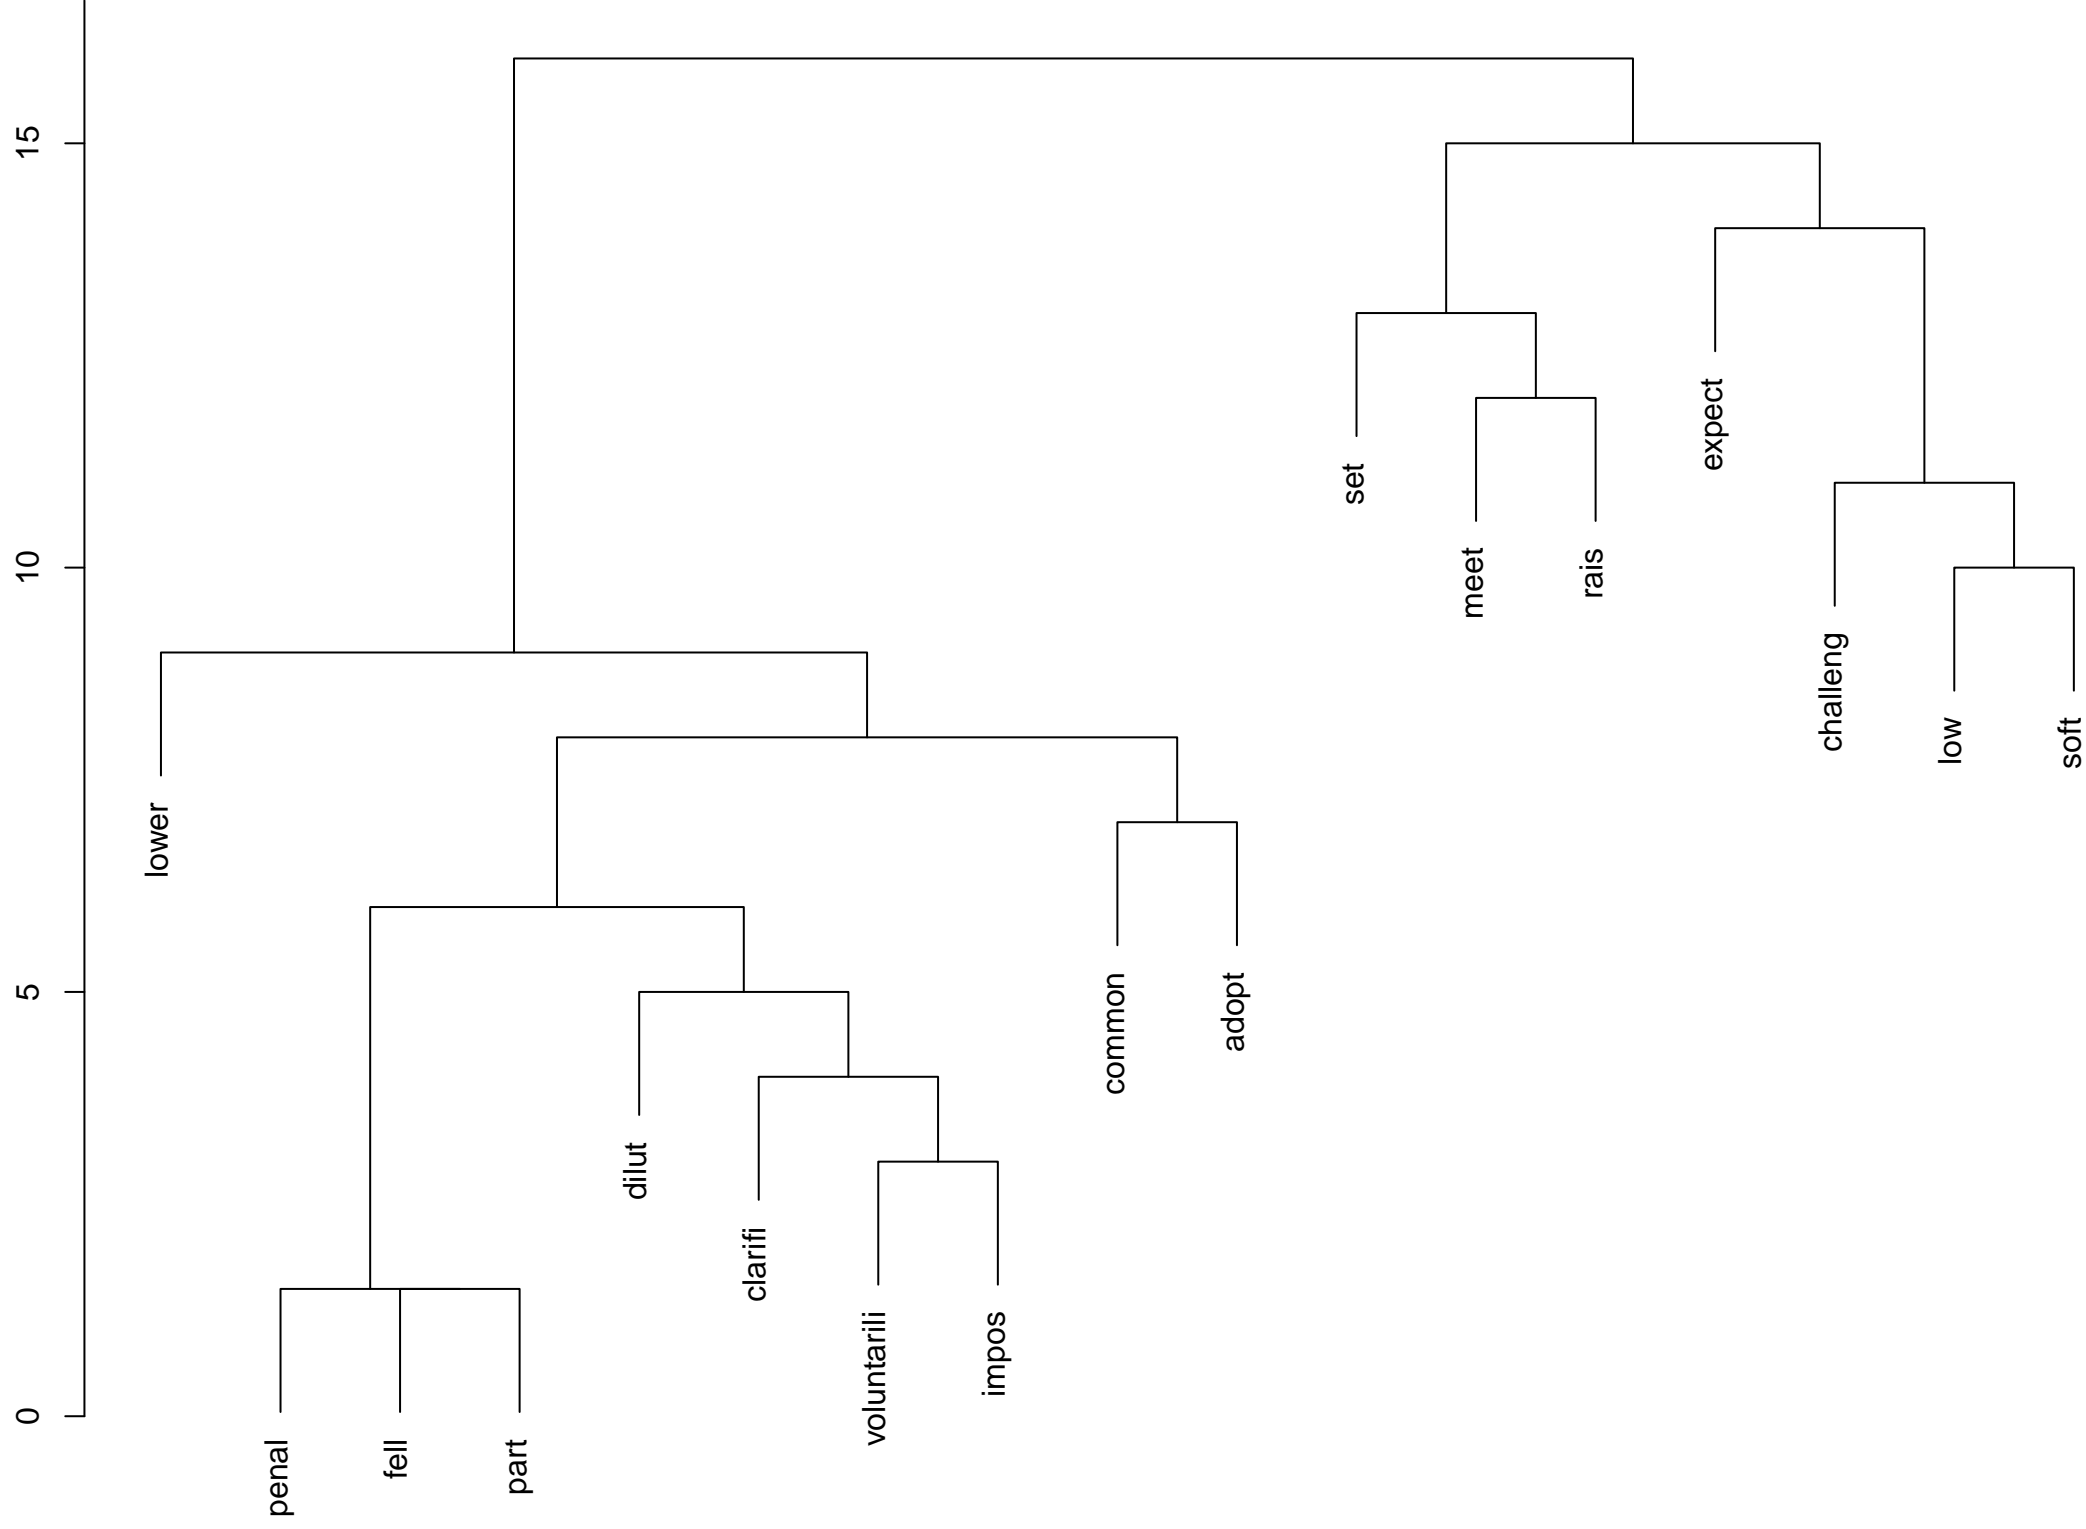 15
10
5
0
set
meet
rais
expect
challeng
low
soft
lower
common
adopt
dilut
clarifi
voluntarili
impos
penal
fell
part